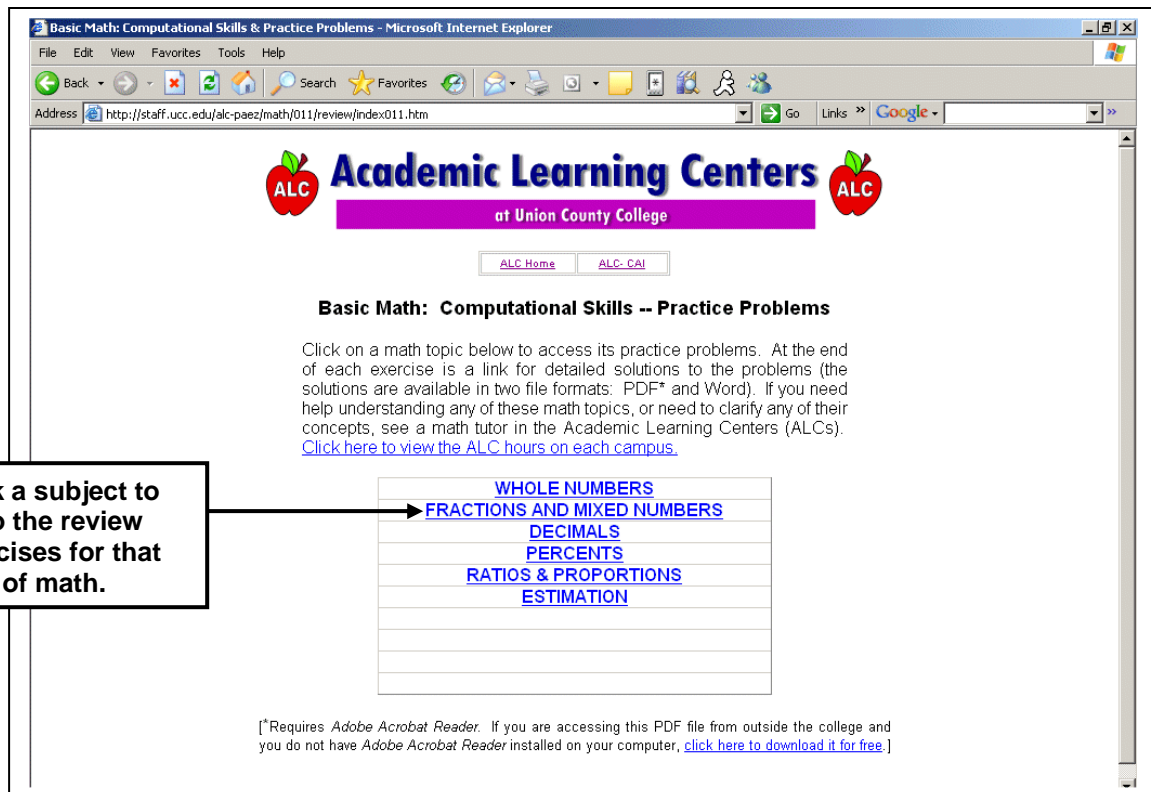 Basic Math: Computational Skills & Practice Problems - Microsoft Internet Explorer
File Edit View Favorites Tools Help
Back Search Favorites
Address http://staff.ucc.edu/alc-paez/math/011/review/index011.htm Go Links » Google »
ALC Academic Learning Centers ALC
at Union County College
ALC Home ALC- CAI
Basic Math: Computational Skills -- Practice Problems
Click on a math topic below to access its practice problems. At the end
of each exercise is a link for detailed solutions to the problems (the
solutions are available in two file formats: PDF* and Word). If you need
help understanding any of these math topics, or need to clarify any of their
concepts, see a math tutor in the Academic Learning Centers (ALCs).
Click here to view the ALC hours on each campus.
a subject to
the review
for that
of math.
WHOLE NUMBERS
FRACTIONS AND MIXED NUMBERS
DECIMALS
PERCENTS
RATIOS & PROPORTIONS
ESTIMATION
[*Requires Adobe Acrobat Reader. If you are accessing this PDF file from outside the college and
you do not have Adobe Acrobat Reader installed on your computer, click here to download it for free.]